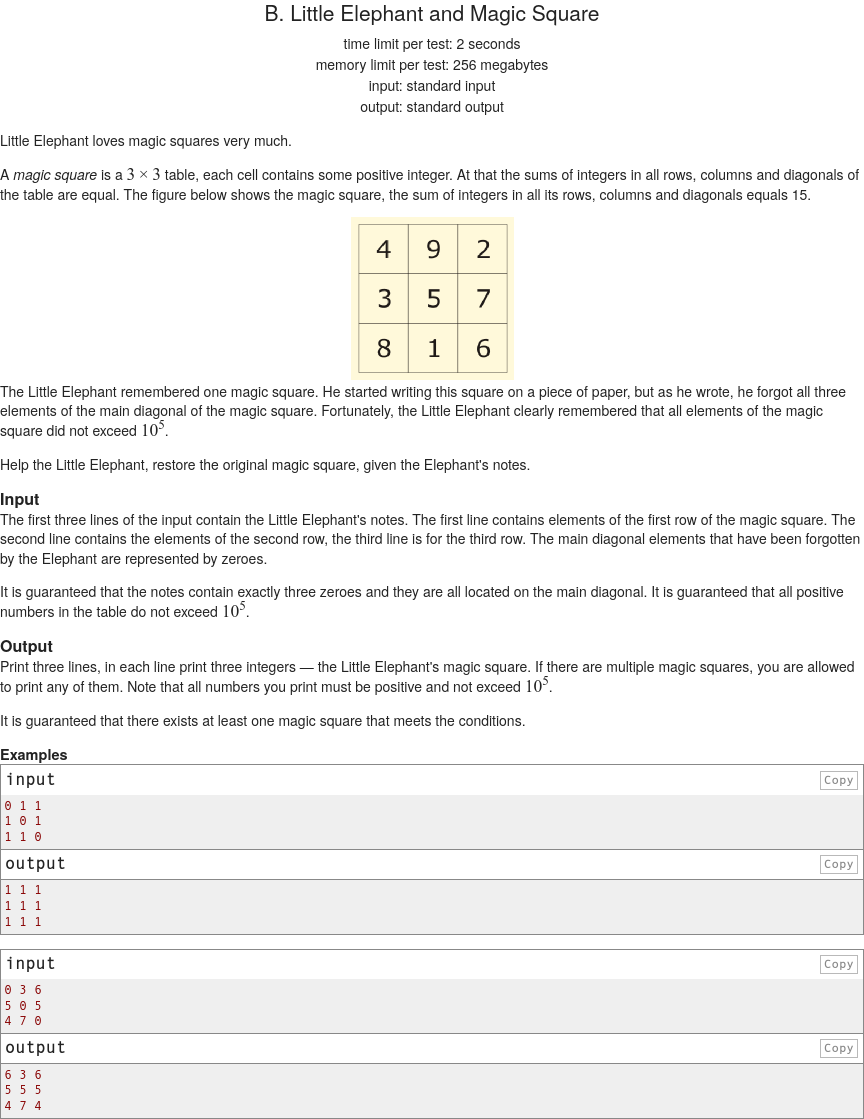 B. Little Elephant and Magic Square
time limit per test: 2 seconds
memory limit per test: 256 megabytes
input: standard input
output: standard output
Little Elephant loves magic squares very much.
A magic square is a 3 × 3 table, each cell contains some positive integer. At that the sums of integers in all rows, columns and diagonals of
the table are equal. The figure below shows the magic square, the sum of integers in all its rows, columns and diagonals equals 15.
4 9 2
3 5 7
8 1 6
The Little Elephant remembered one magic square. He started writing this square on a piece of paper, but as he wrote, he forgot all three
elements of the main diagonal of the magic square. Fortunately, the Little Elephant clearly remembered that all elements of the magic
square did not exceed 10^5.
Help the Little Elephant, restore the original magic square, given the Elephant's notes.
Input
The first three lines of the input contain the Little Elephant's notes. The first line contains elements of the first row of the magic square. The
second line contains the elements of the second row, the third line is for the third row. The main diagonal elements that have been forgotten
by the Elephant are represented by zeroes.
It is guaranteed that the notes contain exactly three zeroes and they are all located on the main diagonal. It is guaranteed that all positive
numbers in the table do not exceed 10^5.
Output
Print three lines, in each line print three integers — the Little Elephant's magic square. If there are multiple magic squares, you are allowed
to print any of them. Note that all numbers you print must be positive and not exceed 10^5.
It is guaranteed that there exists at least one magic square that meets the conditions.
Examples
input Copy
0 1 1
1 0 1
1 1 0
output Copy
1 1 1
1 1 1
1 1 1
input Copy
0 3 6
5 0 5
4 7 0
output Copy
6 3 6
5 5 5
4 7 4